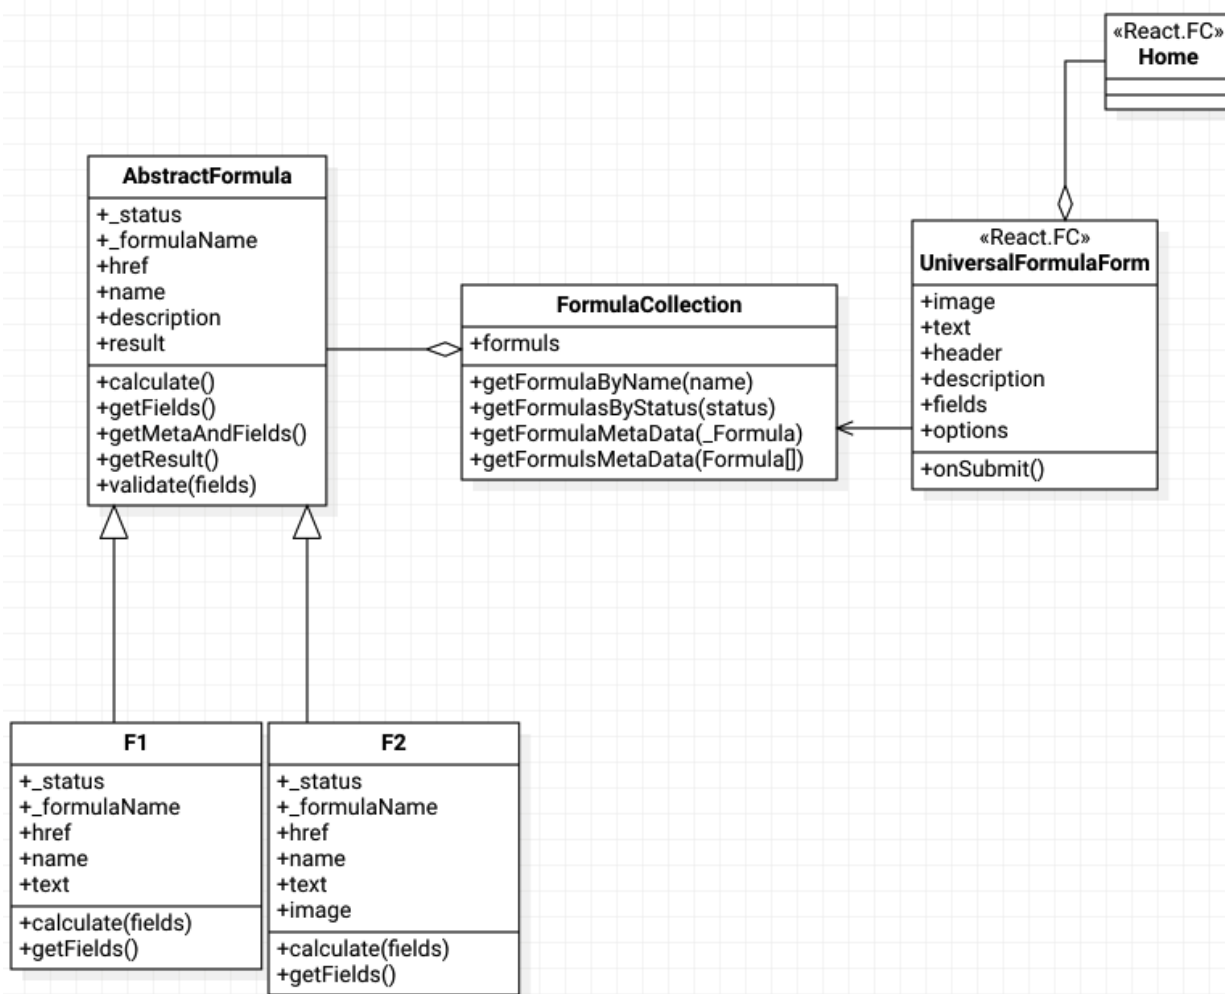 «React.FC»
Home
AbstractFormula
+_status
+_formulaName
+href
+name
+description
+result
+calculate()
+getFields()
+getMetaAndFields()
+getResult()
+validate(fields)
FormulaCollection
+formuls
+getFormulaByName(name)
+getFormulasByStatus(status)
+getFormulaMetaData(_Formula)
+getFormulsMetaData(Formula[])
«React.FC»
UniversalFormulaForm
+image
+text
+header
+description
+fields
+options
+onSubmit()
F1
+_status
+_formulaName
+href
+name
+text
+calculate(fields)
+getFields()
F2
+_status
+_formulaName
+href
+name
+text
+image
+calculate(fields)
+getFields()